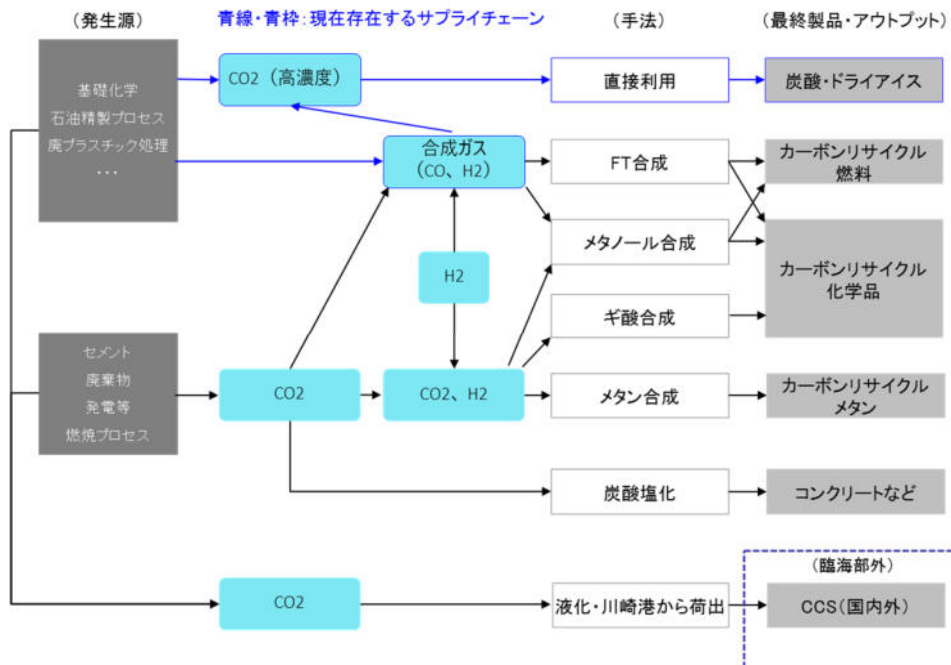 （発生源）
青線・青枠：現在存在するサプライチェーン
（手法）
（最終製品・アウトプット）
基礎化学
石油精製プロセス
廃プラスチック処理
・・・
CO2（高濃度）
直接利用
炭酸・ドライアイス
合成ガス
（CO、H2）
FT合成
カーボンリサイクル
燃料
メタノール合成
H2
カーボンリサイクル
化学品
ギ酸合成
セメント
廃棄物
発電等
燃焼プロセス
CO2
CO2、H2
メタン合成
カーボンリサイクル
メタン
炭酸塩化
コンクリートなど
（臨海部外）
CO2
液化・川崎港から荷出
CCS（国内外）